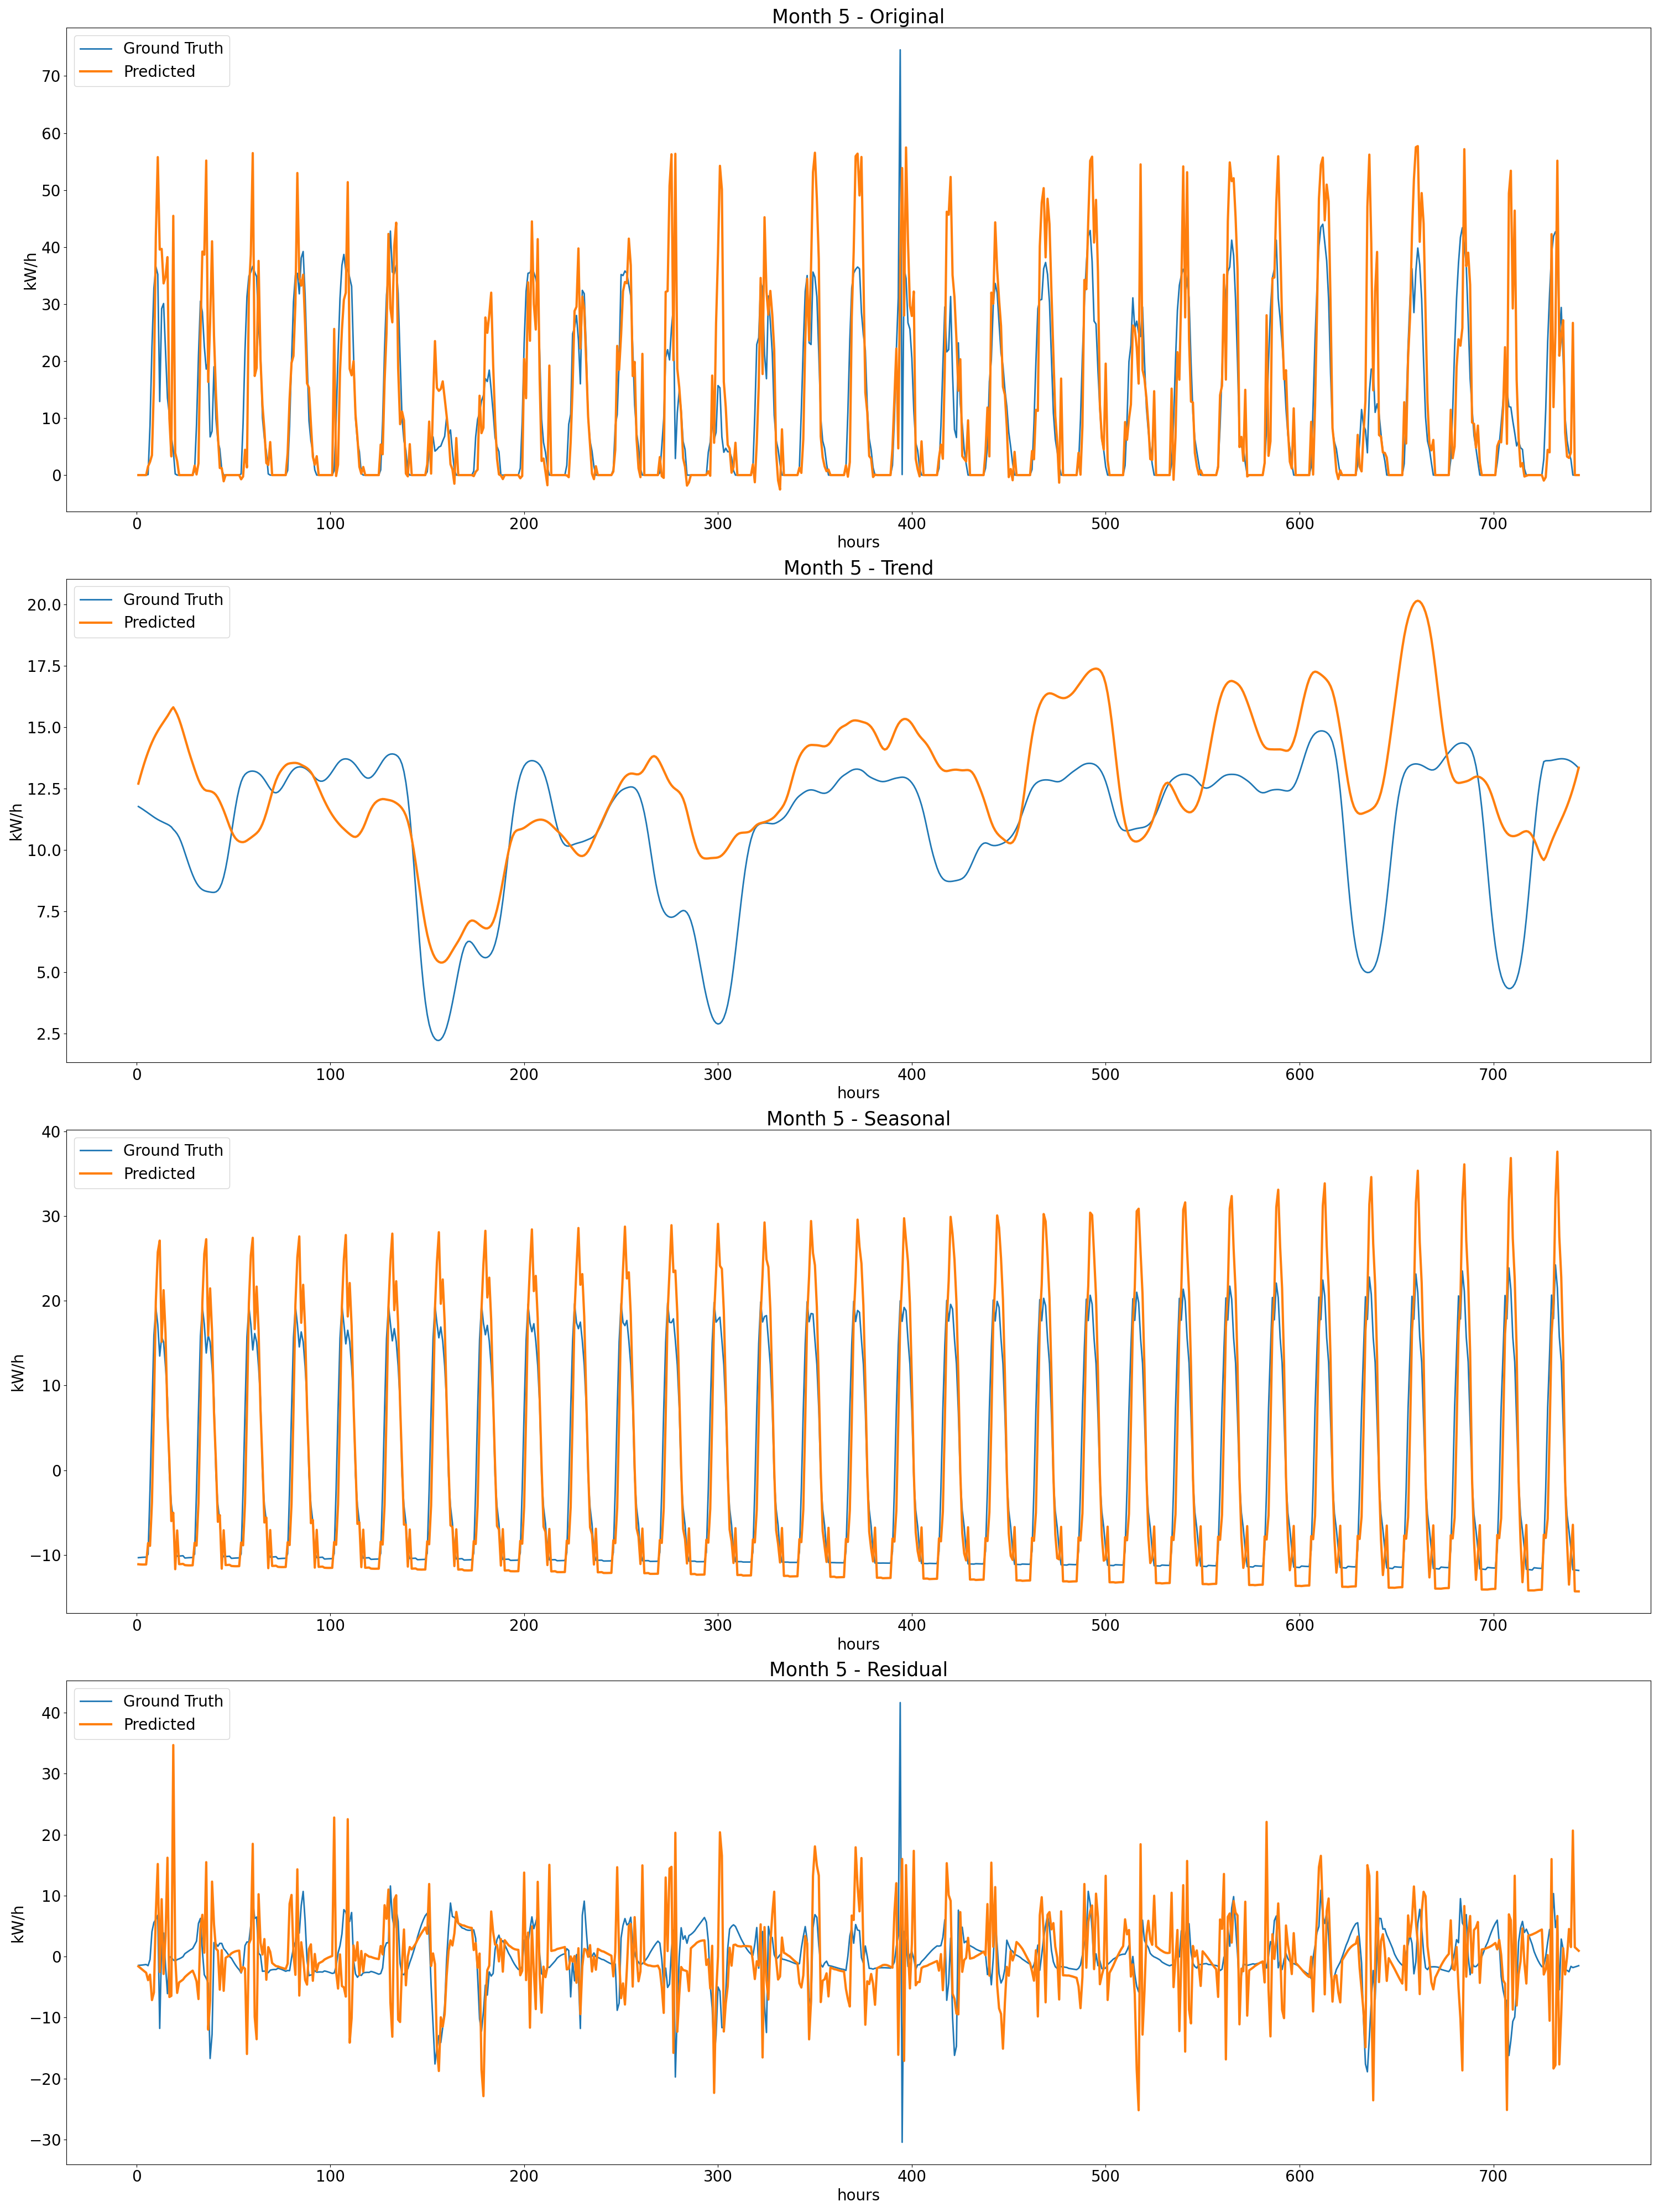 Month 5 - Original
Ground Truth
Predicted
70
60
50
40
30
20
10
0
kW/h
0 100 200 300 400 500 600 700
hours
Month 5 - Trend
Ground Truth
Predicted
20.0
17.5
15.0
12.5
10.0
7.5
5.0
2.5
kW/h
0 100 200 300 400 500 600 700
hours
Month 5 - Seasonal
Ground Truth
Predicted
40
30
20
10
0
−10
kW/h
0 100 200 300 400 500 600 700
hours
Month 5 - Residual
Ground Truth
Predicted
40
30
20
10
0
−10
−20
−30
kW/h
0 100 200 300 400 500 600 700
hours